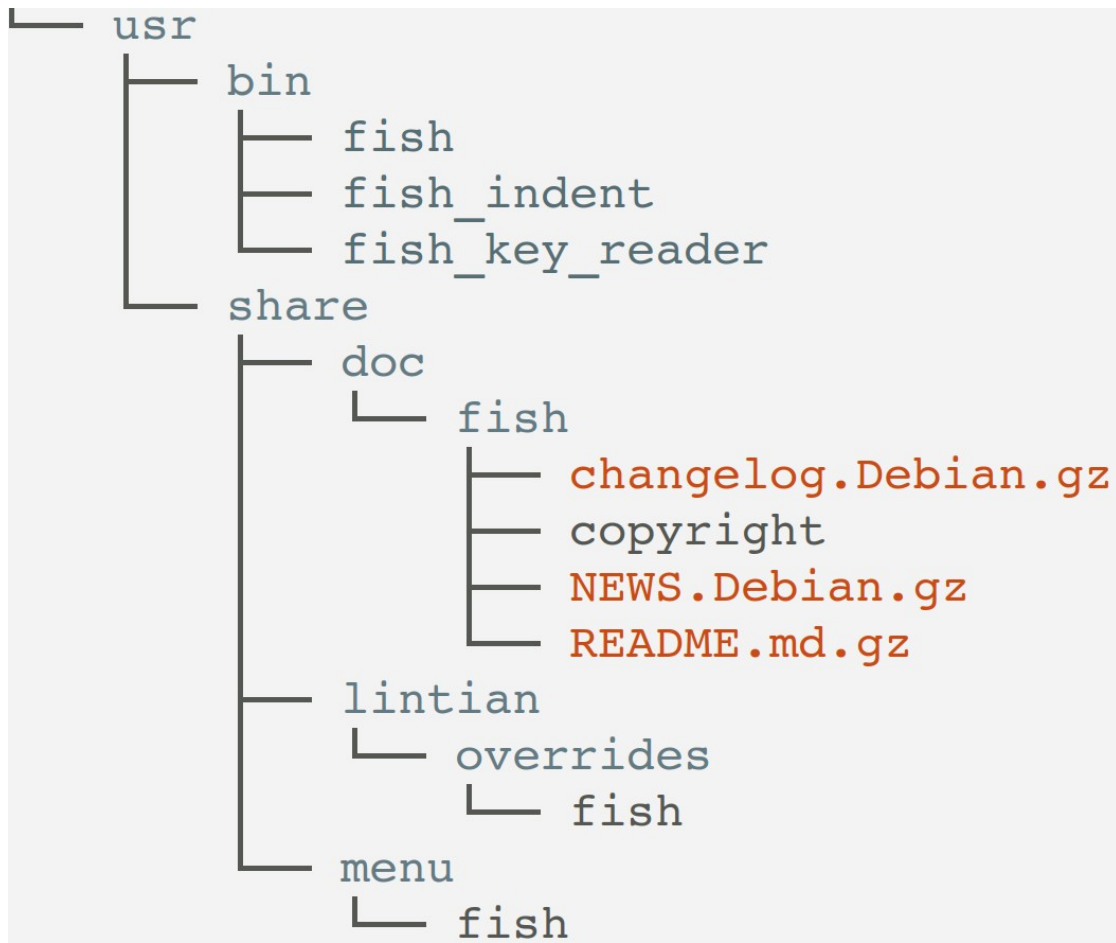 usr
bin
fish
fish_indent
fish_key_reader
share
doc
fish
changelog.Debian.gz
copyright
NEWS.Debian.gz
README.md.gz
lintian
overrides
fish
menu
fish